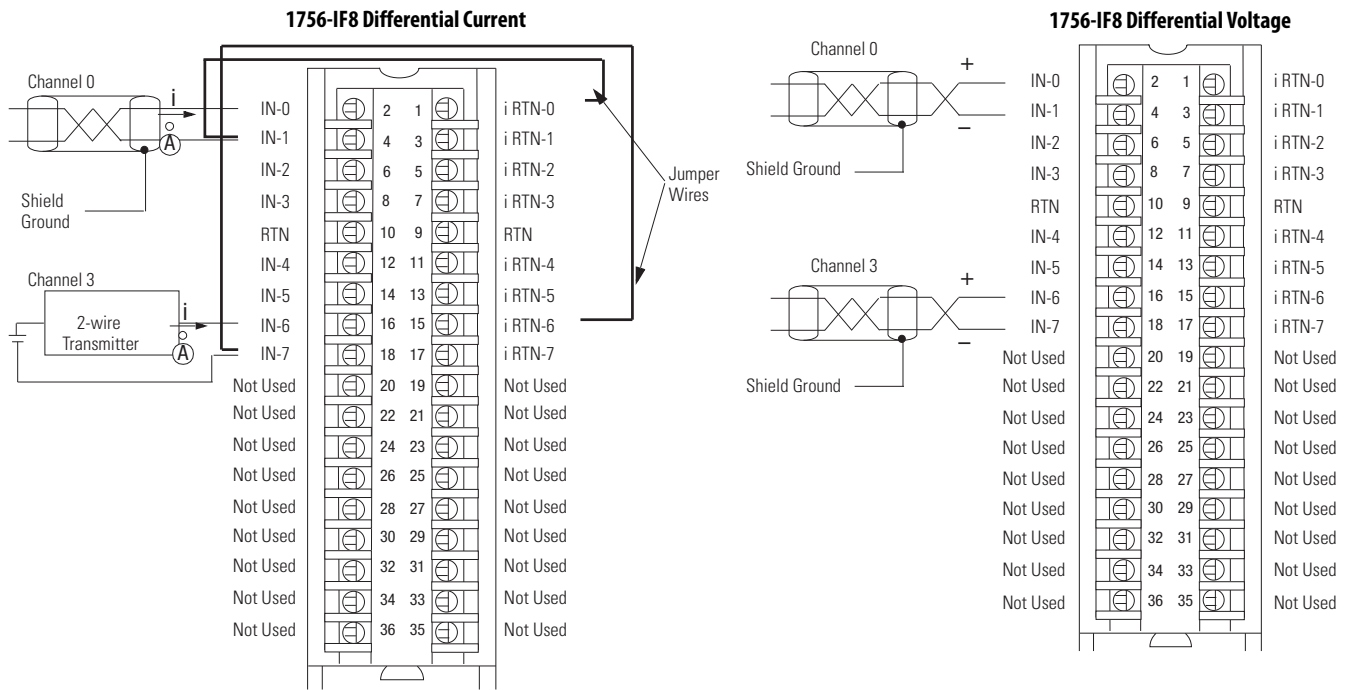 1756-IF8 Differential Current
Channel 0
i
A
Shield
Ground
Channel 3
2-wire
Transmitter
i
A
IN-0 2 1 i RTN-0
IN-1 4 3 i RTN-1
IN-2 6 5 i RTN-2
IN-3 8 7 i RTN-3
RTN 10 9 RTN
IN-4 12 11 i RTN-4
IN-5 14 13 i RTN-5
IN-6 16 15 i RTN-6
IN-7 18 17 i RTN-7
Not Used 20 19 Not Used
Not Used 22 21 Not Used
Not Used 24 23 Not Used
Not Used 26 25 Not Used
Not Used 28 27 Not Used
Not Used 30 29 Not Used
Not Used 32 31 Not Used
Not Used 34 33 Not Used
Not Used 36 35 Not Used
Jumper
Wires
1756-IF8 Differential Voltage
Channel 0
+
–
Shield Ground
Channel 3
+
–
Shield Ground
IN-0 2 1 i RTN-0
IN-1 4 3 i RTN-1
IN-2 6 5 i RTN-2
IN-3 8 7 i RTN-3
RTN 10 9 RTN
IN-4 12 11 i RTN-4
IN-5 14 13 i RTN-5
IN-6 16 15 i RTN-6
IN-7 18 17 i RTN-7
Not Used 20 19 Not Used
Not Used 22 21 Not Used
Not Used 24 23 Not Used
Not Used 26 25 Not Used
Not Used 28 27 Not Used
Not Used 30 29 Not Used
Not Used 32 31 Not Used
Not Used 34 33 Not Used
Not Used 36 35 Not Used